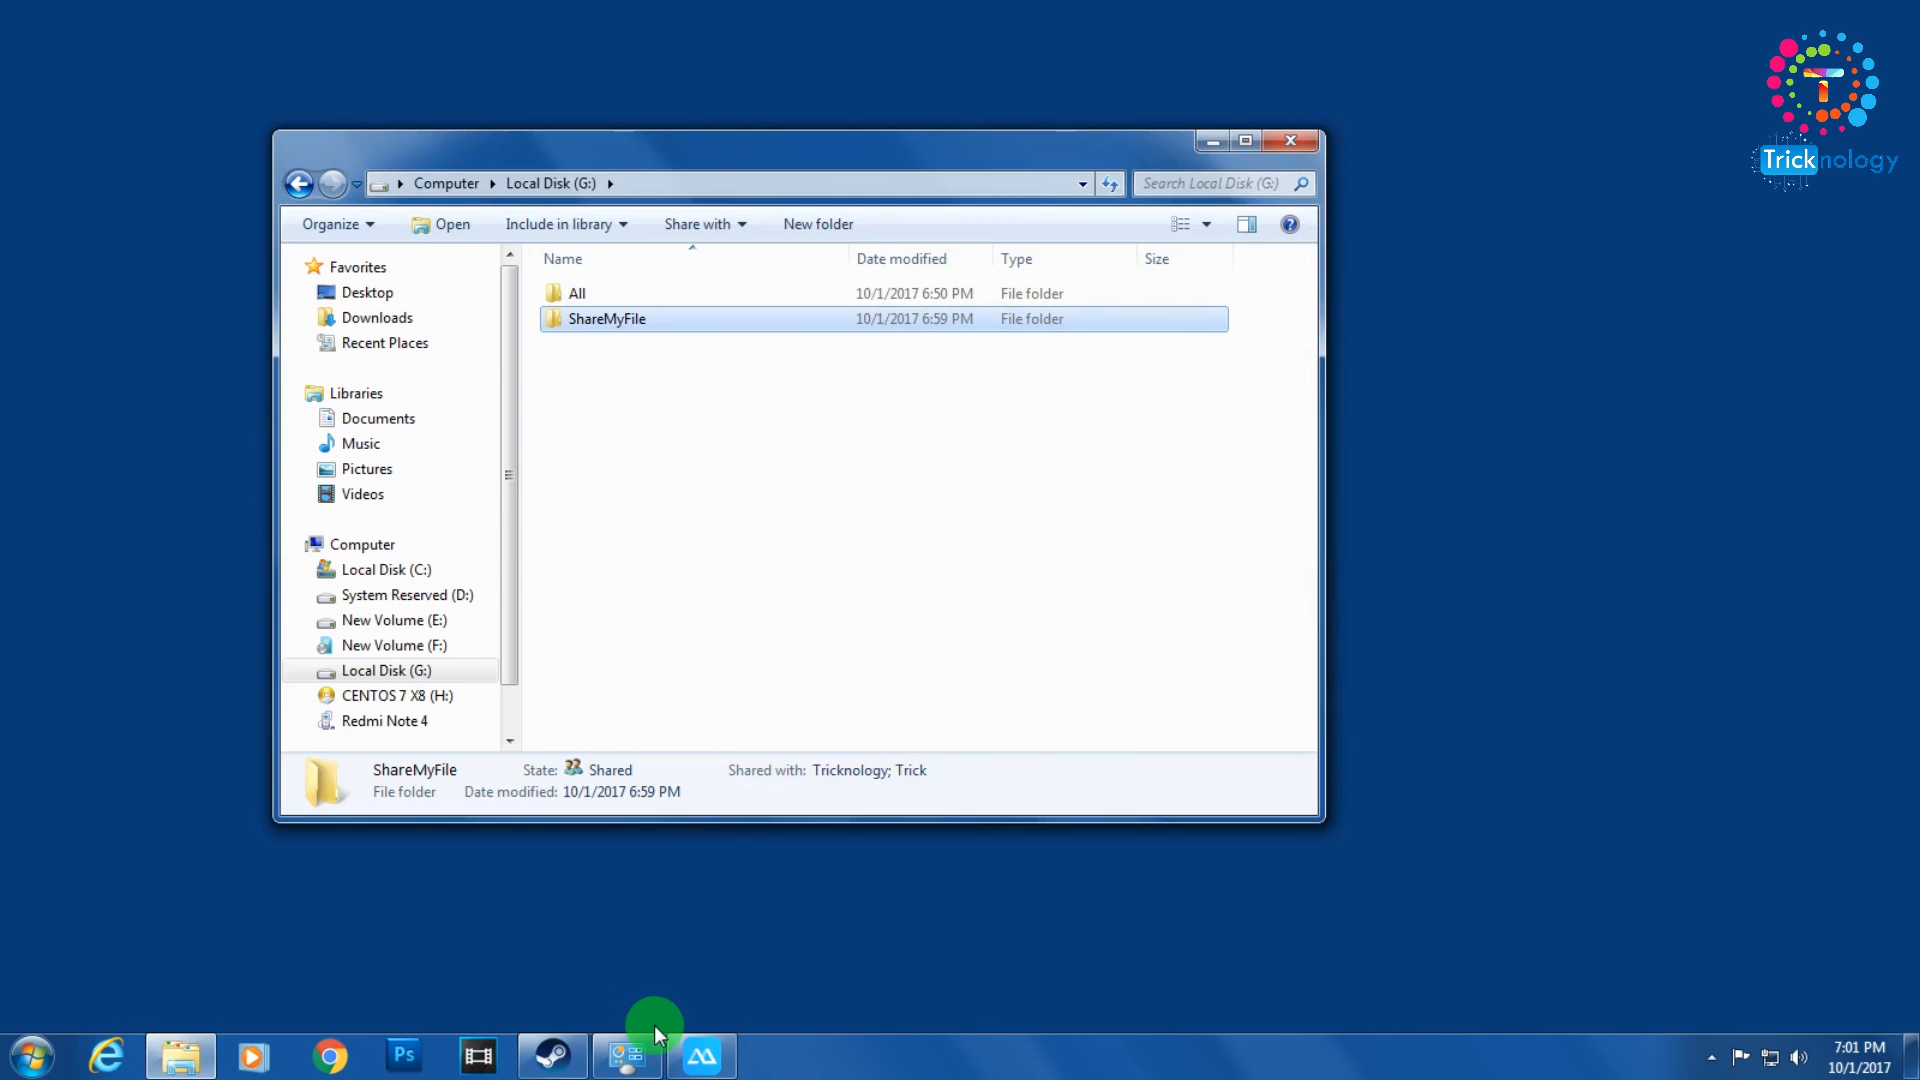 T
Tricknology
Computer Local Disk (G:)
Search Local Disk (G:)
Organize Open Include in library Share with New folder
Name Date modified Type Size
All 10/1/2017 6:50 PM File folder
ShareMyFile 10/1/2017 6:59 PM File folder
Favorites
Desktop
Downloads
Recent Places
Libraries
Documents
Music
Pictures
Videos
Computer
Local Disk (C:)
System Reserved (D:)
New Volume (E:)
New Volume (F:)
Local Disk (G:)
CENTOS 7 X8 (H:)
Redmi Note 4
ShareMyFile State: Shared Shared with: Tricknology; Trick
File folder Date modified: 10/1/2017 6:59 PM
Ps
7:01 PM
10/1/2017